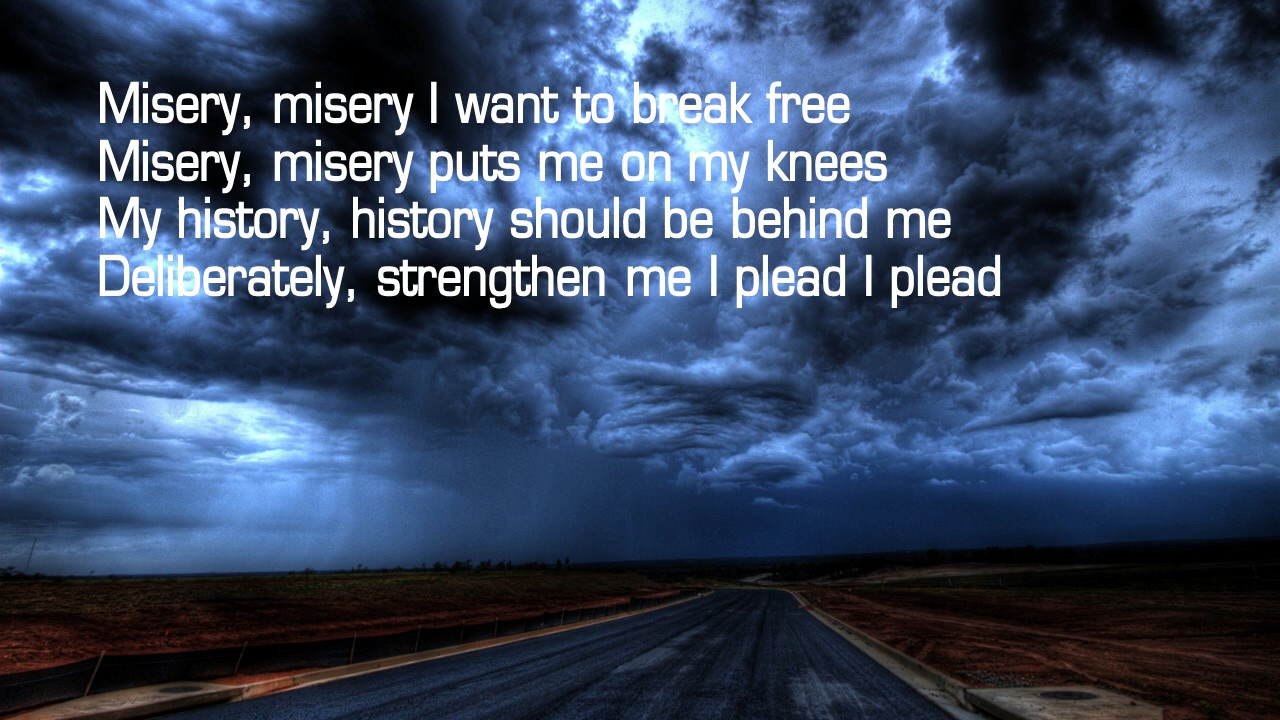 Misery, misery I want to break free
Misery, misery puts me on my knees
My history, history should be behind me
Deliberately, strengthen me I plead I plead